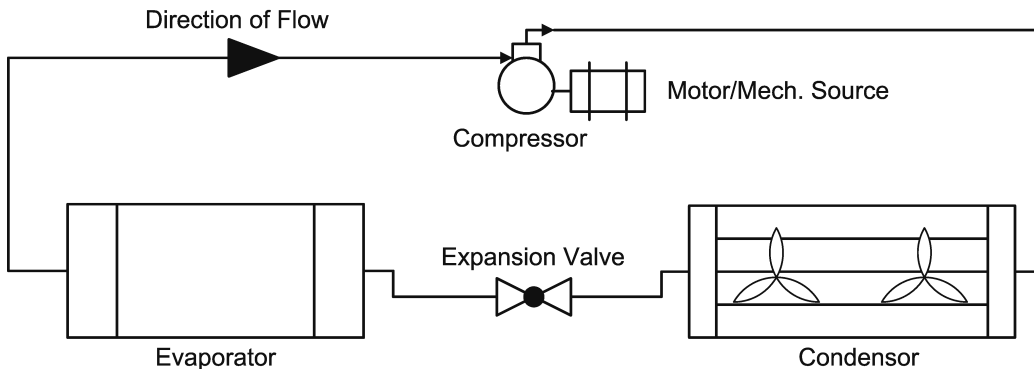 Direction of Flow
Motor/Mech. Source
Compressor
Expansion Valve
Evaporator
Condensor